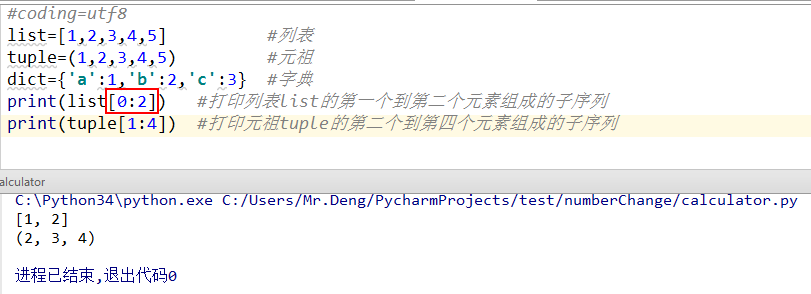 #coding=utf8
list=[1,2,3,4,5] #列表
tuple=(1,2,3,4,5) #元祖
dict={'a':1,'b':2,'c':3} #字典
print(list[0:2]) #打印列表list的第一个到第二个元素组成的子序列
print(tuple[1:4]) #打印元祖tuple的第二个到第四个元素组成的子序列
alculator
C:\Python34\python.exe C:/Users/Mr.Deng/PycharmProjects/test/numberChange/calculator.py
[1, 2]
(2, 3, 4)
进程已结束,退出代码0